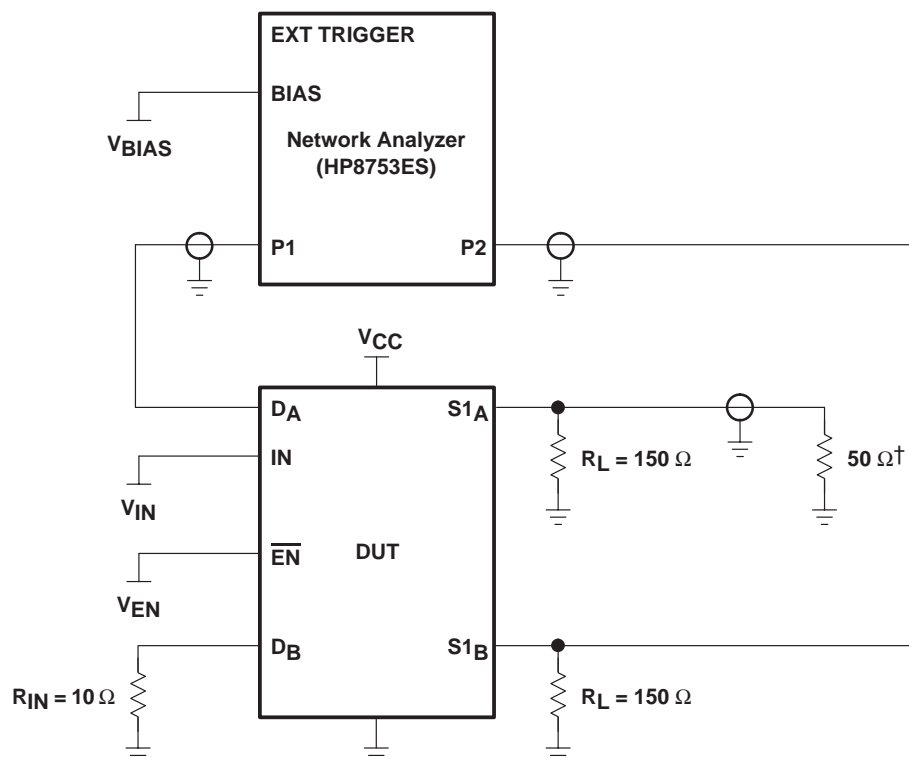 EXT TRIGGER
BIAS
VBIAS
Network Analyzer
(HP8753ES)
P1
P2
VCC
DA
S1A
IN
RL = 150 Ω
50 Ω†
VIN
EN
DUT
VEN
DB
S1B
RIN = 10 Ω
RL = 150 Ω